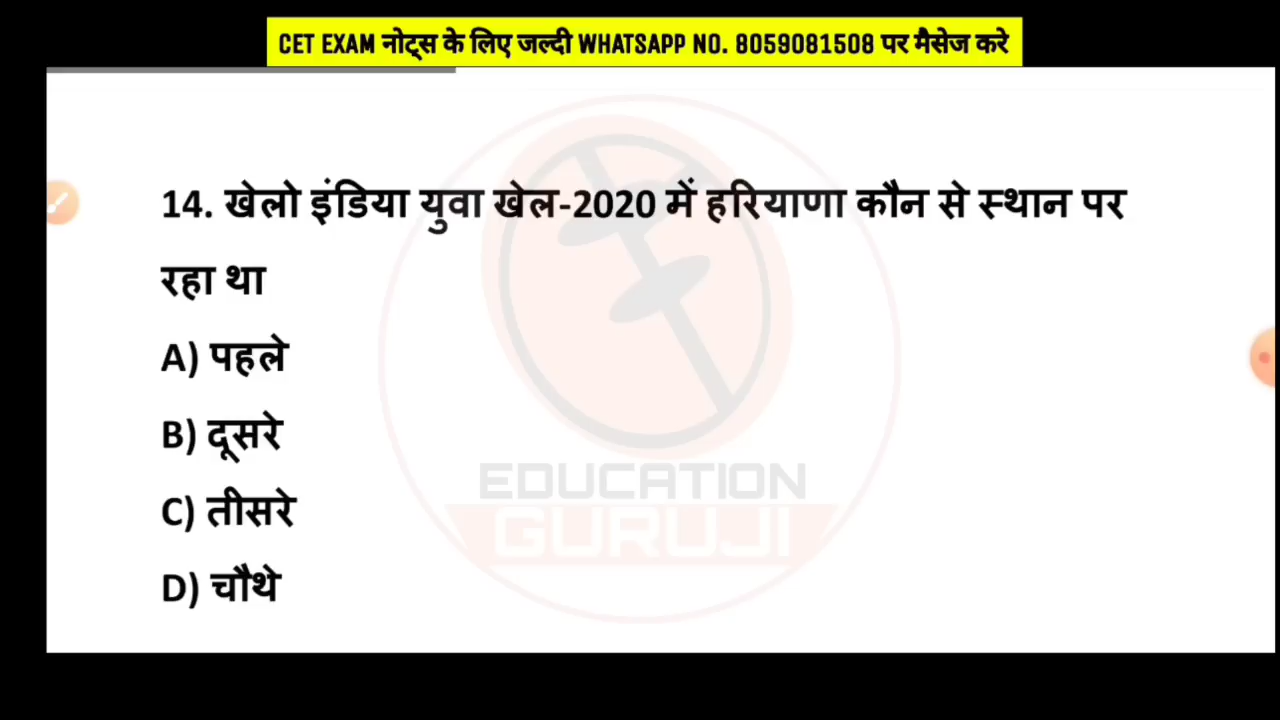 CET EXAM नोट्स के लिए जल्दी WHATSAPP NO. 8059081508 पर मैसेज करे
14. खेलो इंडिया युवा खेल-2020 में हरियाणा कौन से स्थान पर
रहा था
A) पहले
B) दूसरे
C) तीसरे
D) चौथे
EDUCATION
GURUJI